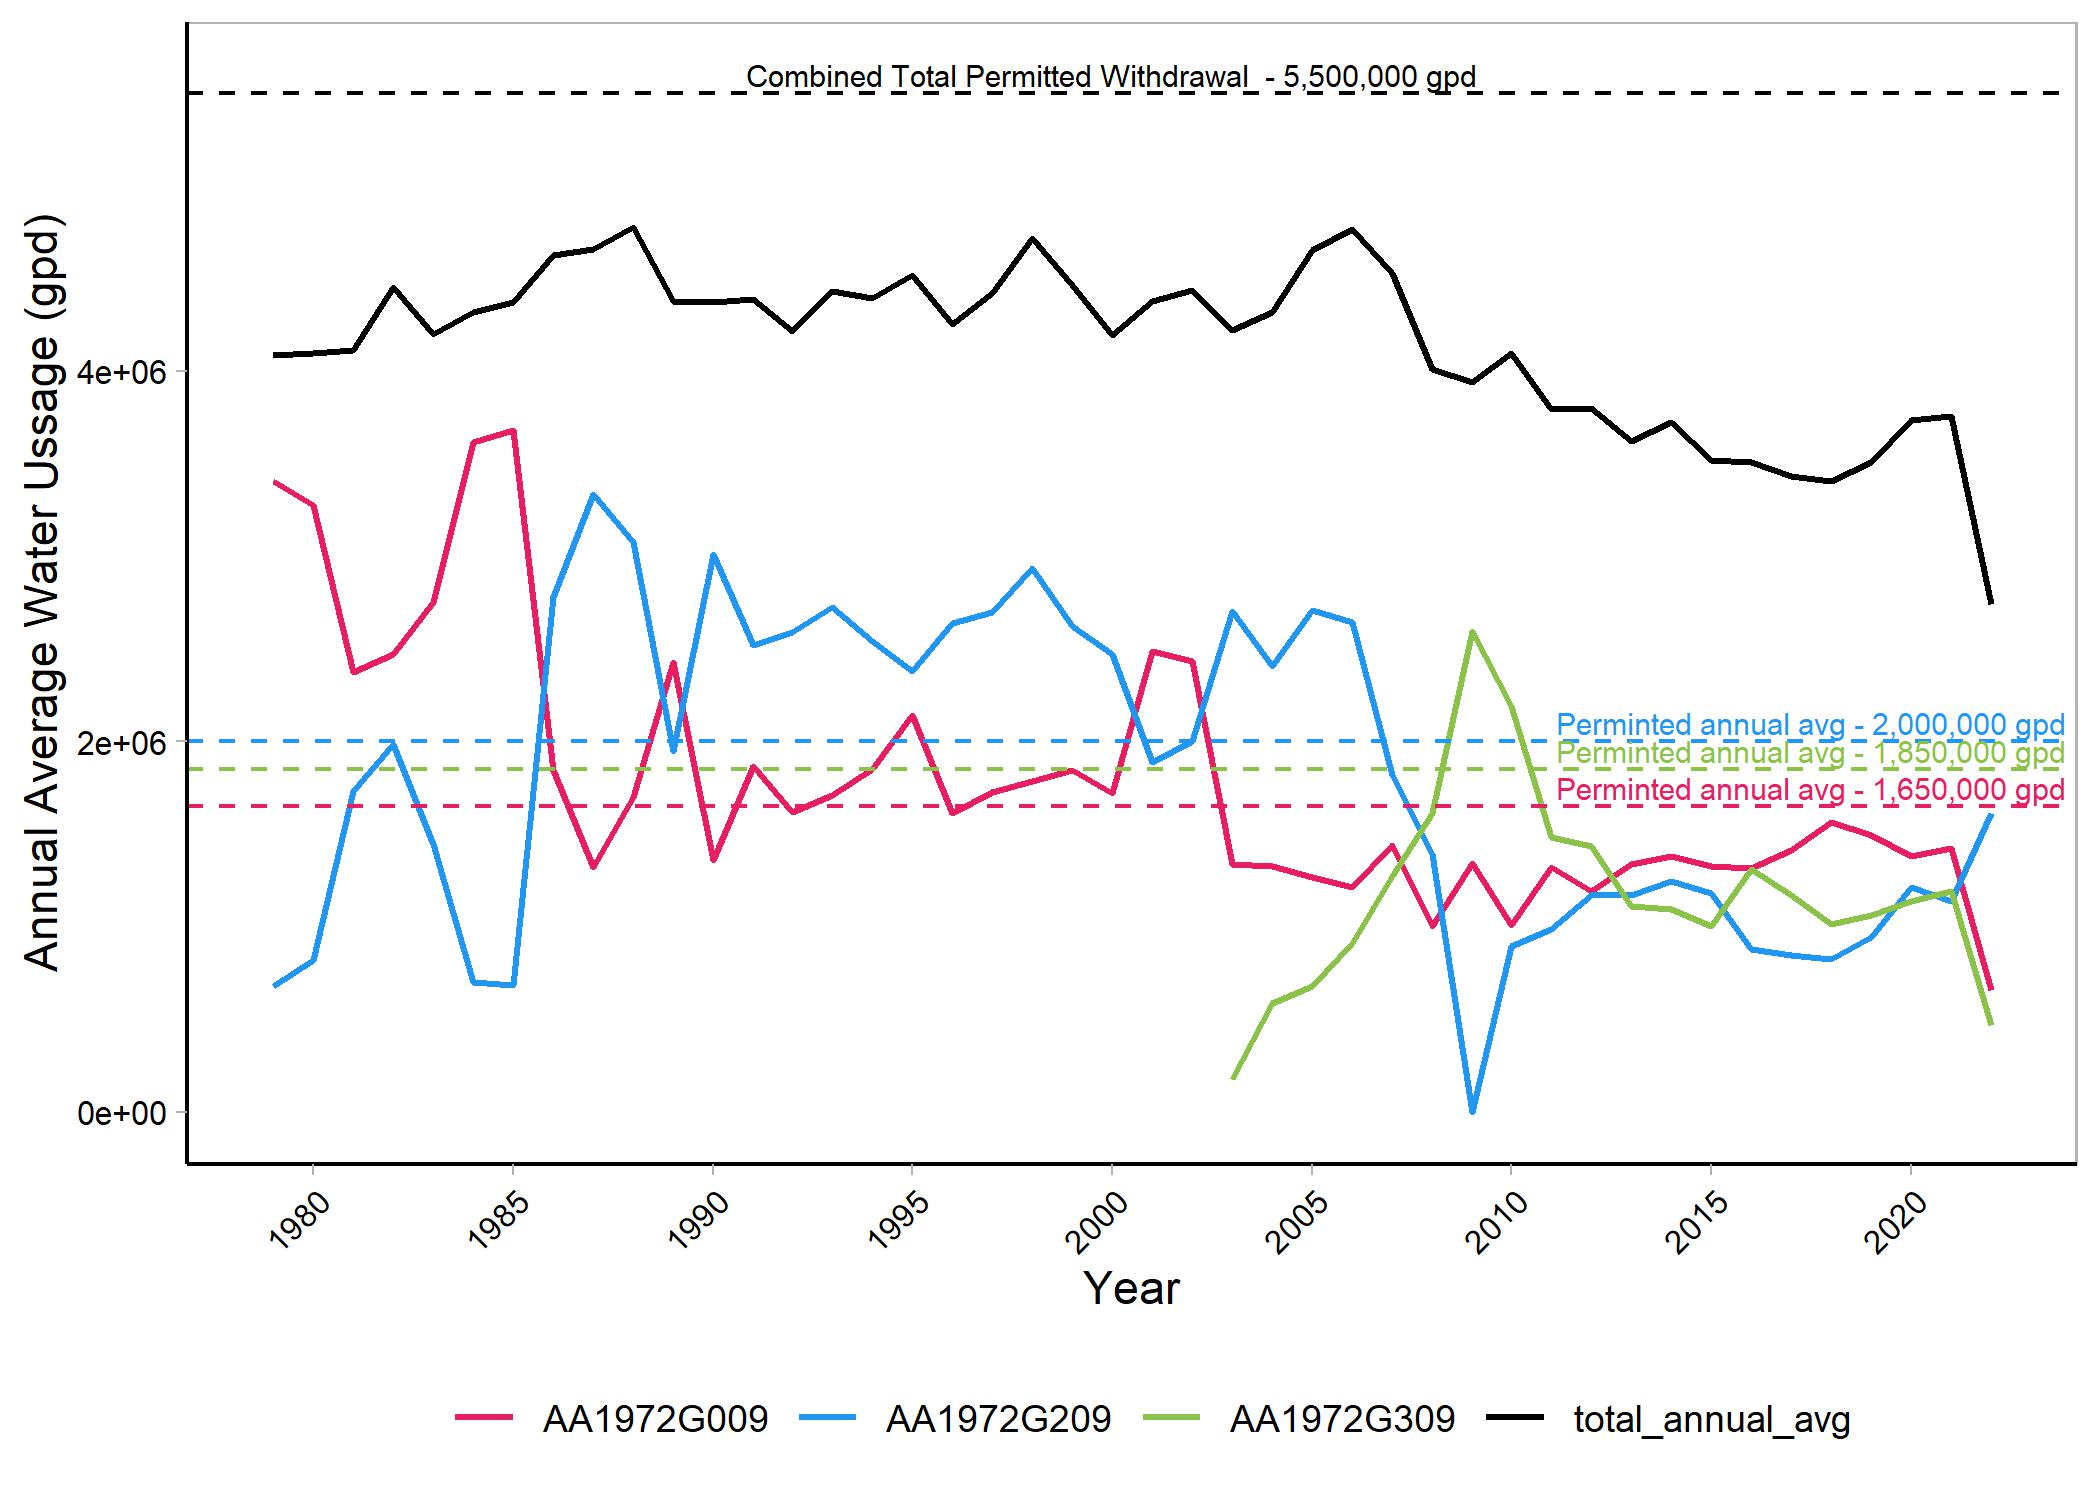 Combined Total Permitted Withdrawal  - 5,500,000 gpd
Annual Average Water Ussage (gpd)
4e+06
2e+06
0e+00
Perminted annual avg - 2,000,000 gpd
Perminted annual avg - 1,850,000 gpd
Perminted annual avg - 1,650,000 gpd
1980
1985
1990
1995
2000
2005
2010
2015
2020
Year
AA1972G009
AA1972G209
AA1972G309
total_annual_avg